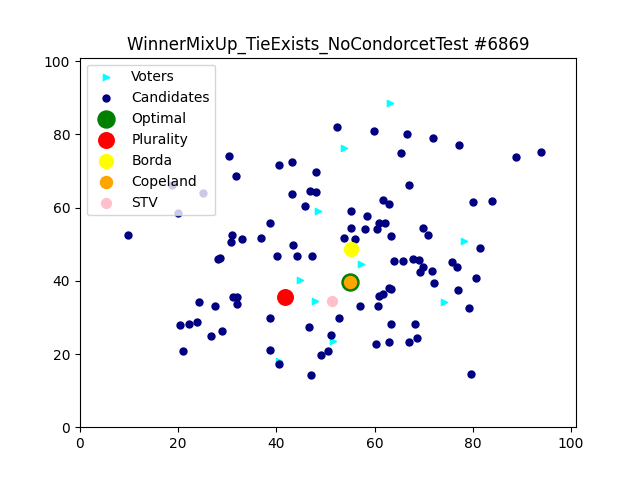 WinnerMixUp_TieExists_NoCondorcetTest #6869
Voters
Candidates
Optimal
Plurality
Borda
Copeland
STV
100
80
60
40
20
0
0 20 40 60 80 100